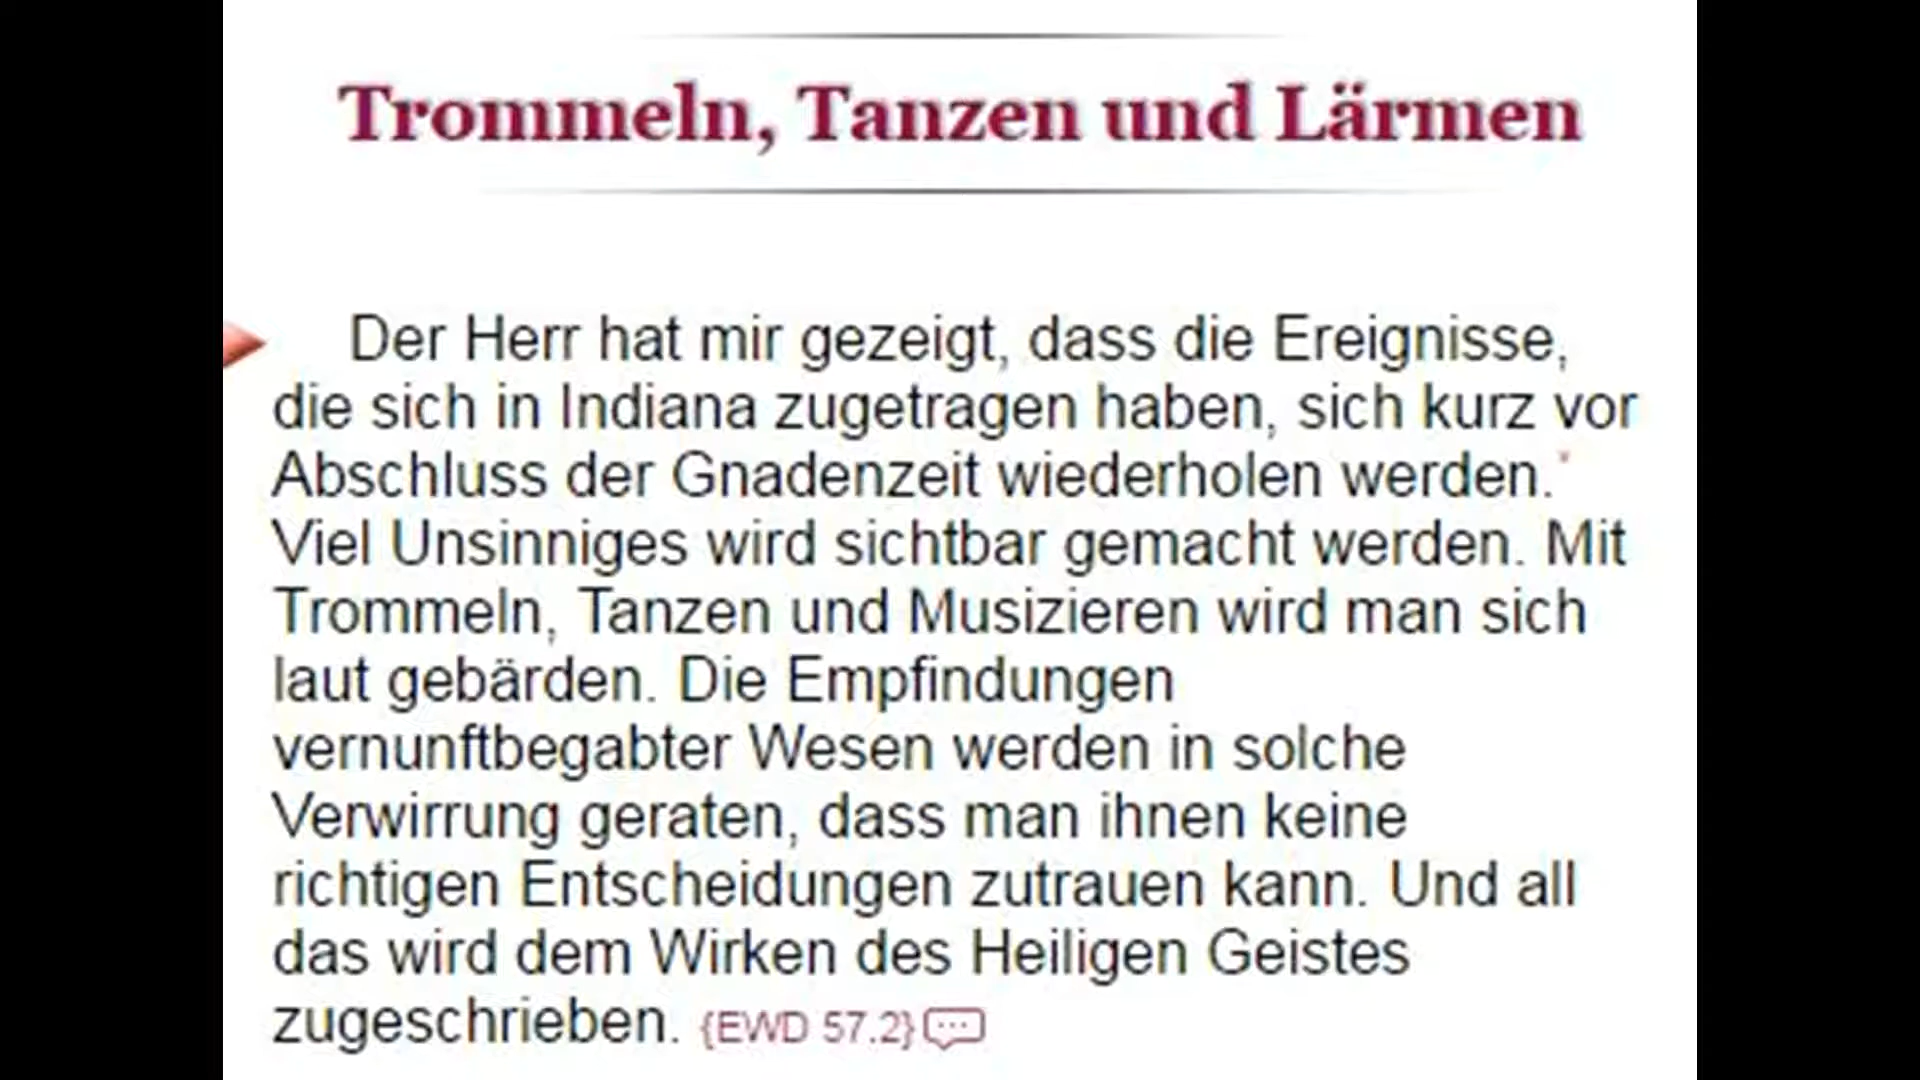 Trommeln, Tanzen und Lärmen
Der Herr hat mir gezeigt, dass die Ereignisse,
die sich in Indiana zugetragen haben, sich kurz vor
Abschluss der Gnadenzeit wiederholen werden.
Viel Unsinniges wird sichtbar gemacht werden. Mit
Trommeln, Tanzen und Musizieren wird man sich
laut gebärden. Die Empfindungen
vernunftbegabter Wesen werden in solche
Verwirrung geraten, dass man ihnen keine
richtigen Entscheidungen zutrauen kann. Und all
das wird dem Wirken des Heiligen Geistes
zugeschrieben. {EWD 57.2}